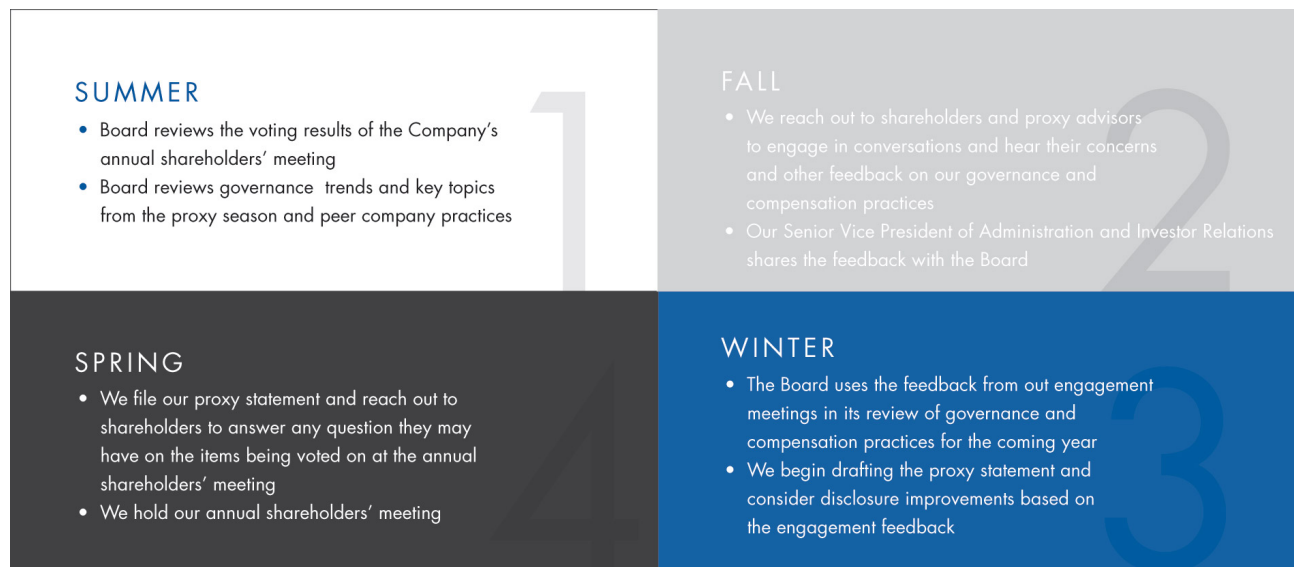 SUMMER
• Board reviews the voting results of the Company's
annual shareholders' meeting
• Board reviews governance  trends and key topics
from the proxy season and peer company practices
1
FALL
• We reach out to shareholders and proxy advisors
to engage in conversations and hear their concerns
and other feedback on our governance and
compensation practices
• Our Senior Vice President of Administration and Investor Relations
shares the feedback with the Board
2
WINTER
• The Board uses the feedback from out engagement
meetings in its review of governance and
compensation practices for the coming year
• We begin drafting the proxy statement and
consider disclosure improvements based on
the engagement feedback
3
SPRING
• We file our proxy statement and reach out to
shareholders to answer any question they may
have on the items being voted on at the annual
shareholders' meeting
• We hold our annual shareholders' meeting
4